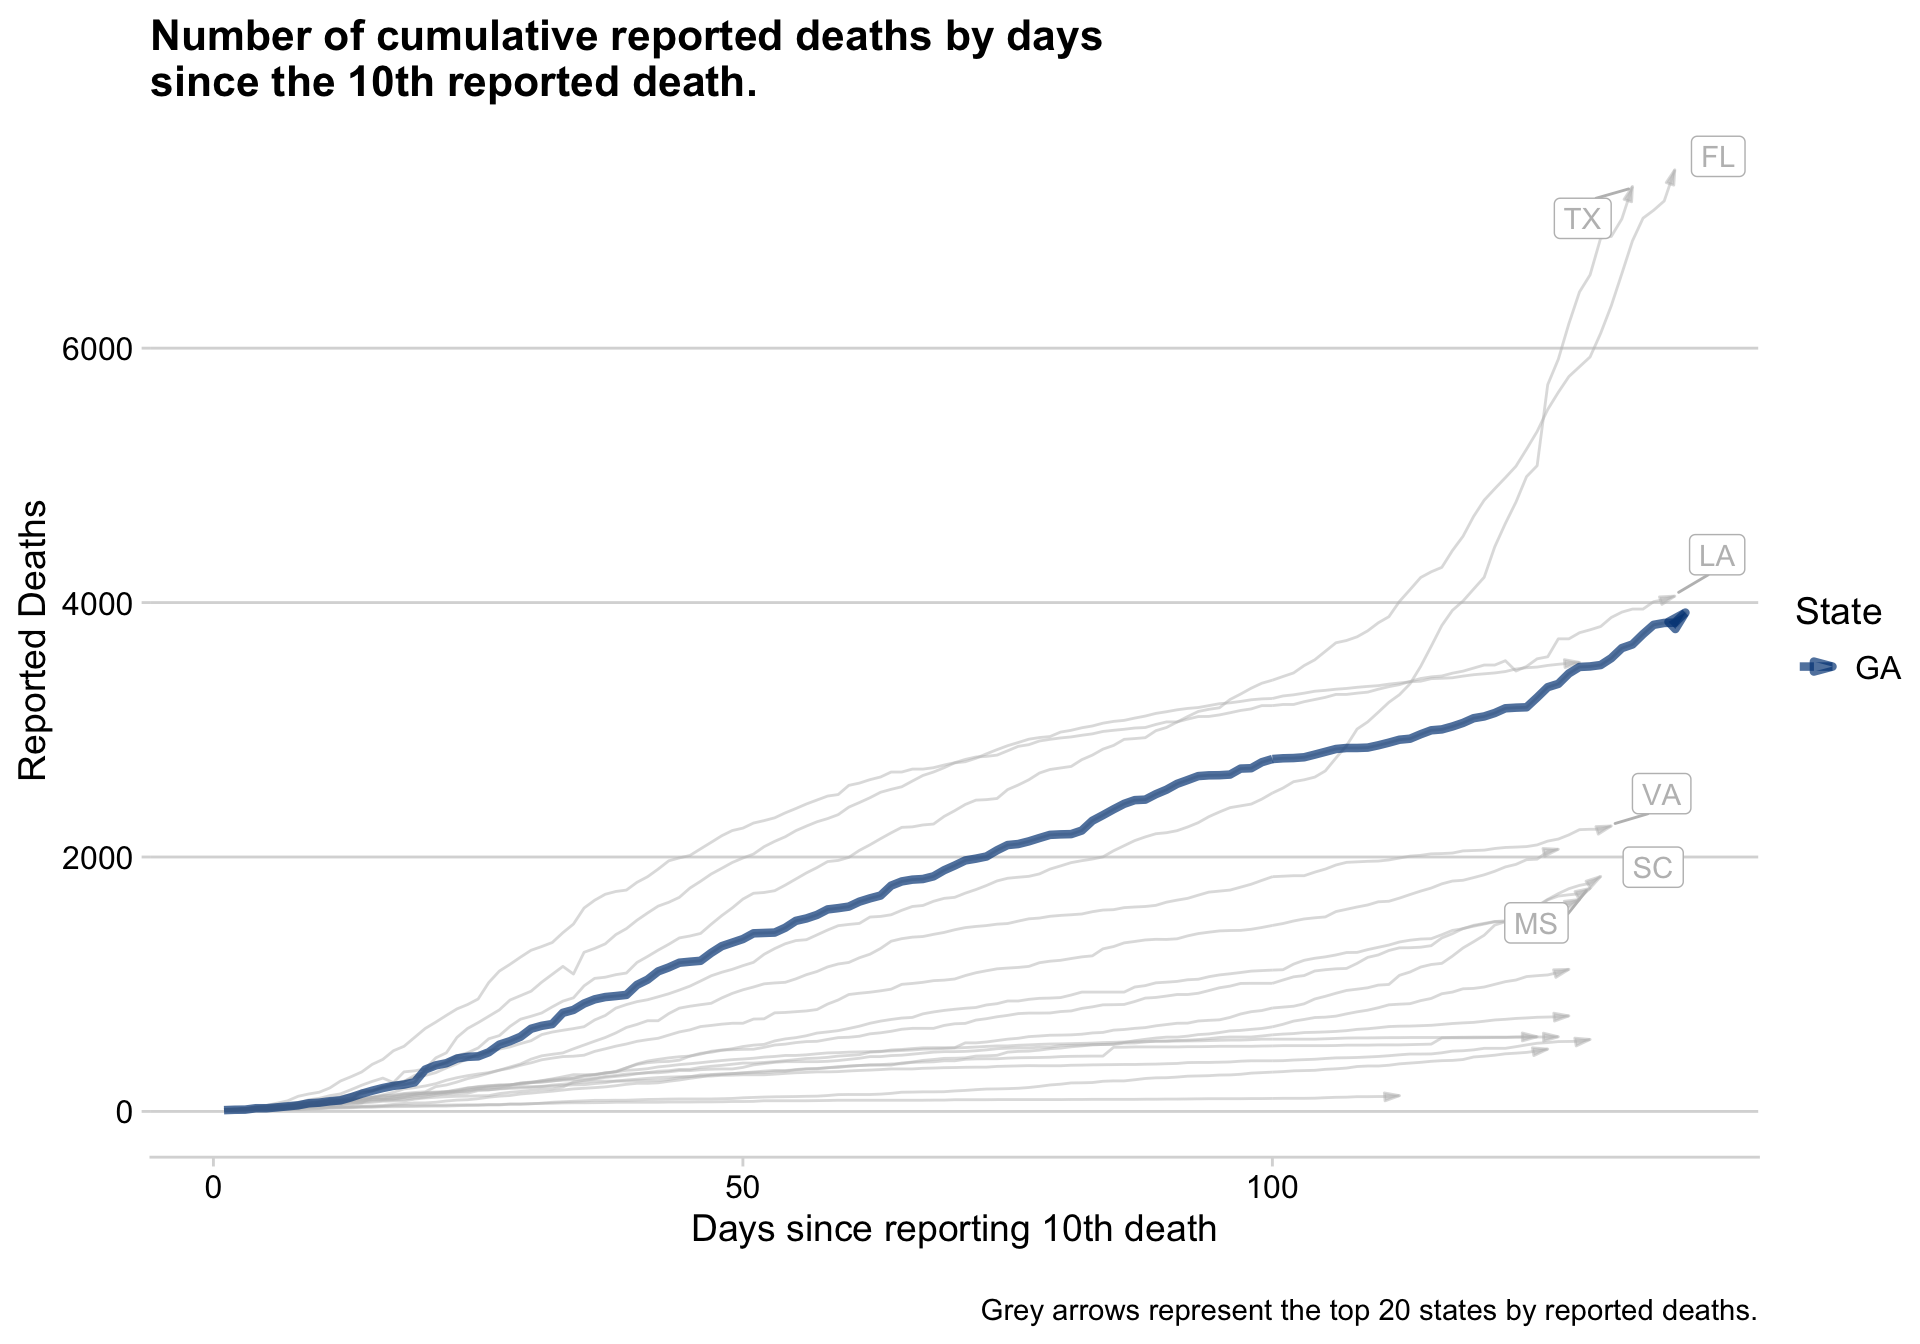 Number of cumulative reported deaths by days
since the 10th reported death.
FL
TX
6000
LA
4000
State
GA
Reported Deaths
VA
2000
SC
MS
0
0 50 100
Days since reporting 10th death
Grey arrows represent the top 20 states by reported deaths.